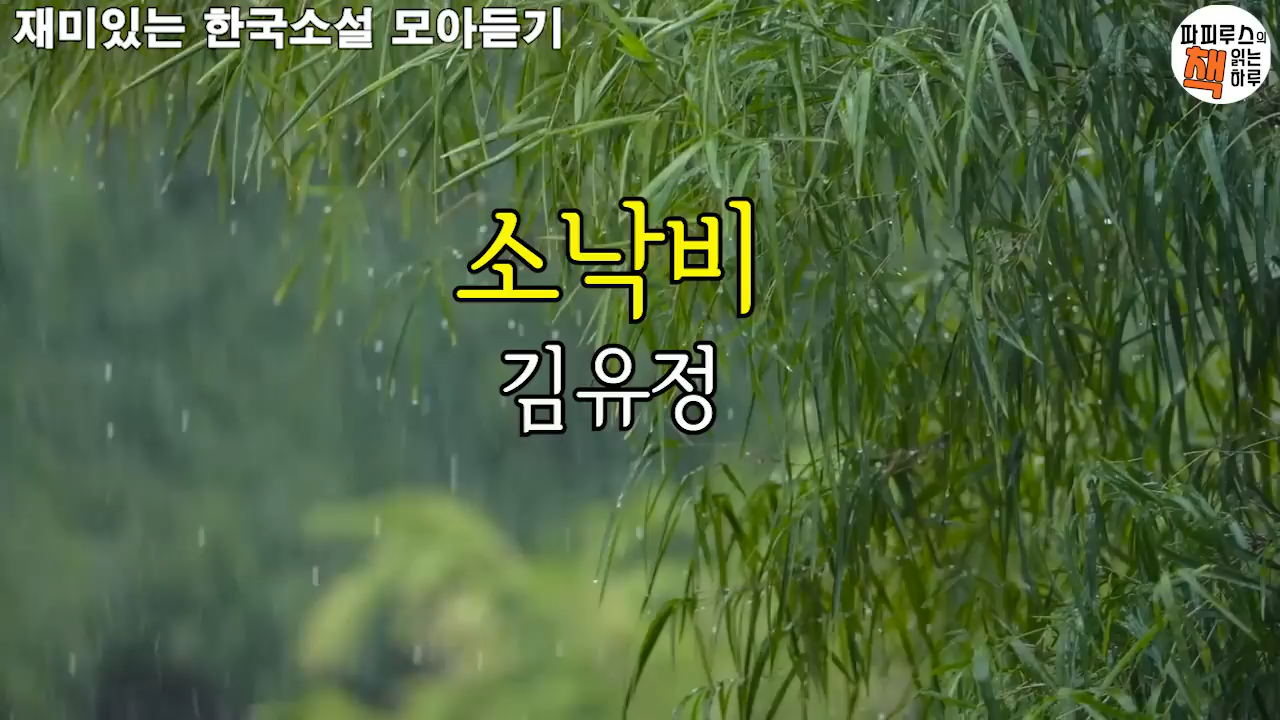 재미있는 한국소설 모아듣기
파피루스의
책 읽는
하루
소낙비
김유정